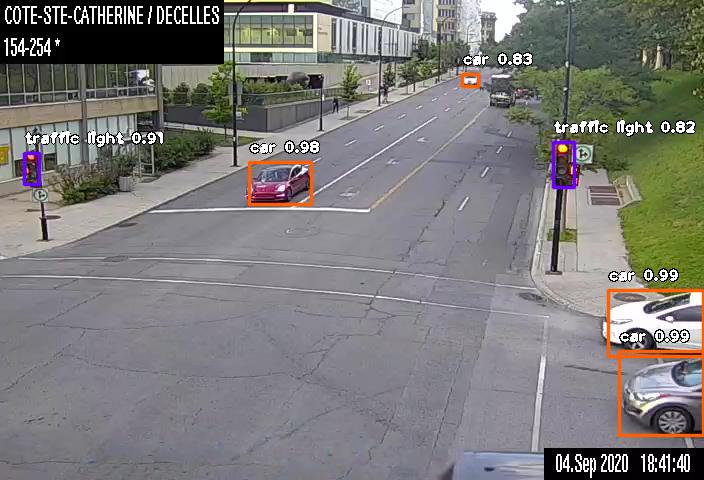 COTE-STE-CATHERINE / DECELLES
154-254 *
car 0.83
traffic light 0.91
car 0.98
traffic light 0.82
car 0.99
car 0.99
04.Sep 2020 18:41:40